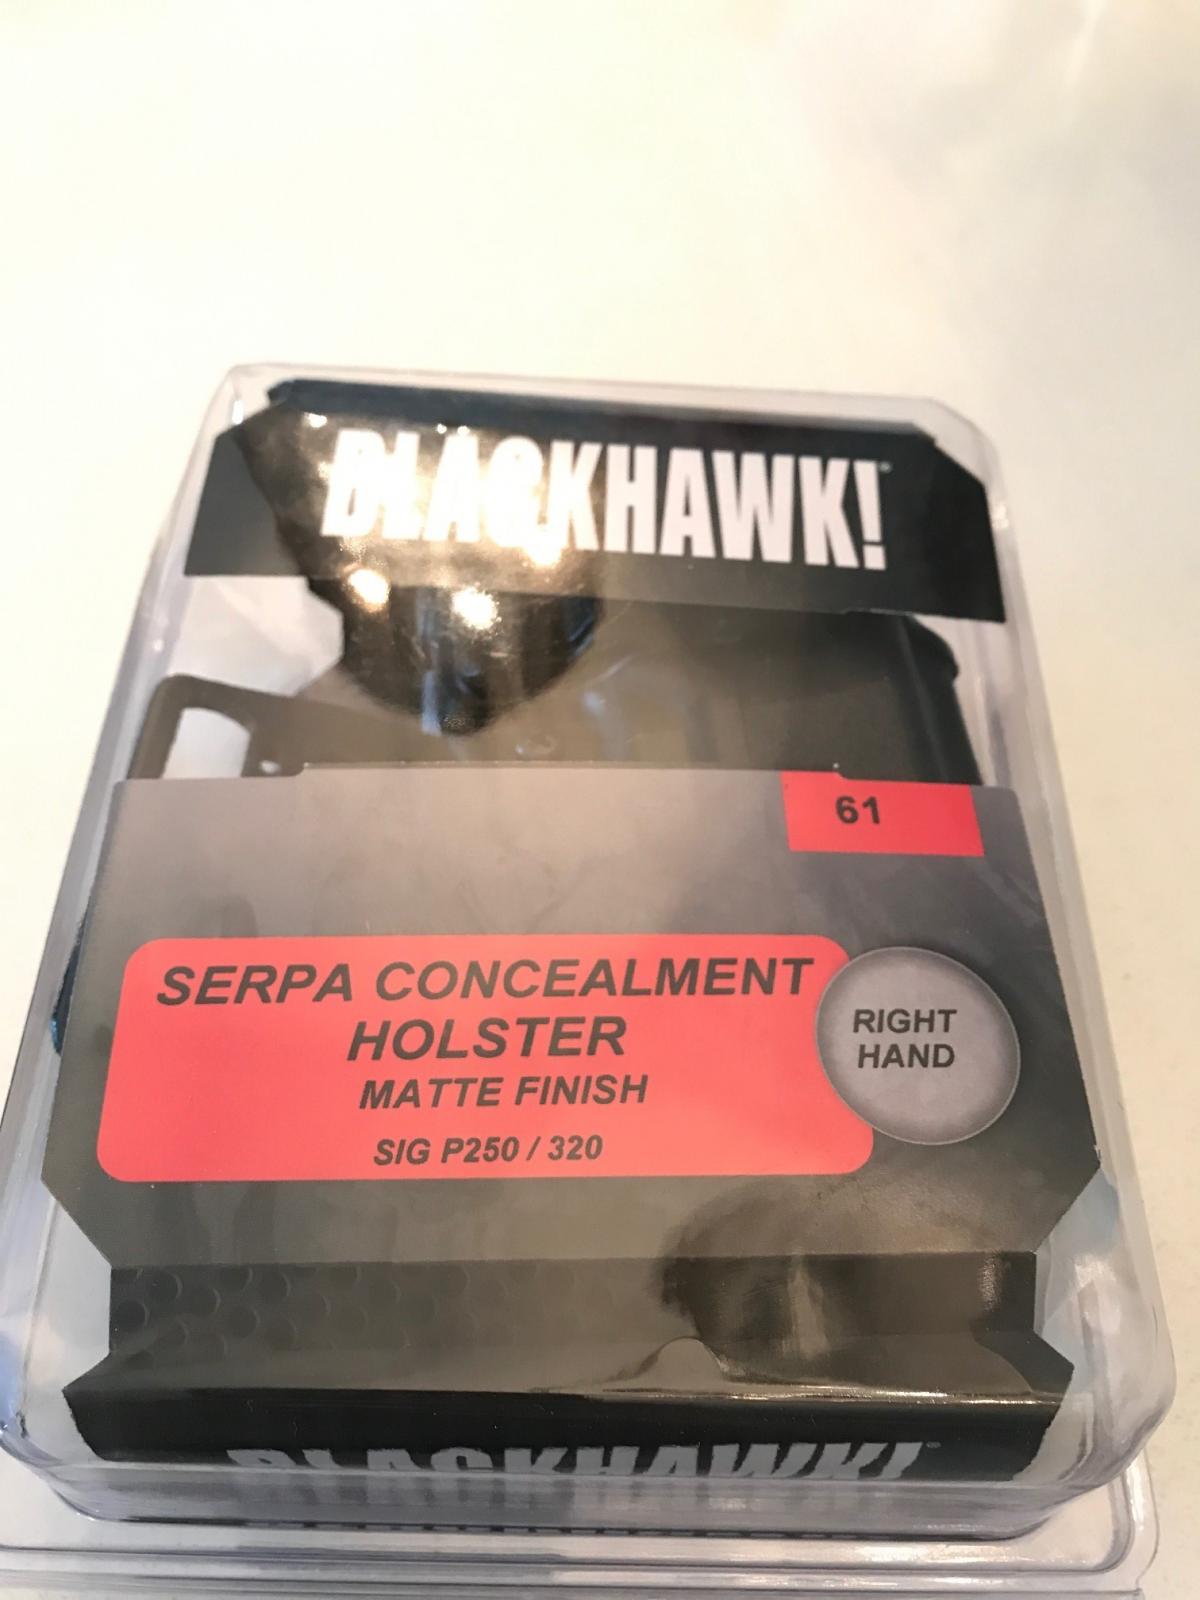 BLACKHAWK!
61
SERPA CONCEALMENT
HOLSTER
MATTE FINISH
SIG P250 / 320
RIGHT
HAND
BLACKHAWK!